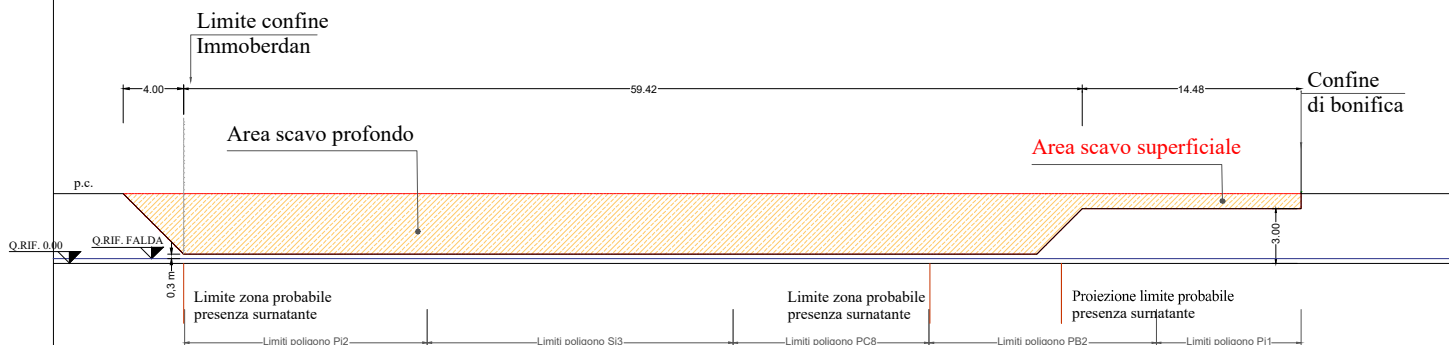 Limite confine
Immoberdan
4.00
59.42
14.48
Confine
di bonifica
Area scavo profondo
Area scavo superficiale
p.c.
Q.RIF. 0.00
Q.RIF. FALDA
0,3 m
3.00
Limite zona probabile
presenza surnatante
Limite zona probabile
presenza surnatante
Proiezione limite probabile
presenza surnatante
Limiti poligono Pi2
Limiti poligono Si3
Limiti poligono PC8
Limiti poligono PB2
Limiti poligono Pi1